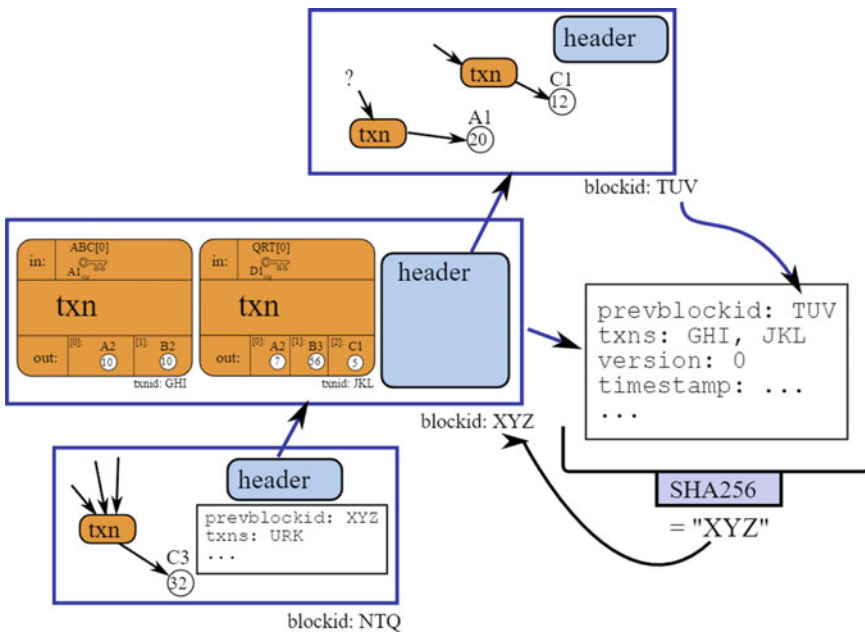 header
txn
C1
12
?
txn
A1
20
blockid: TUV
in:
ABC[0]
A1sig
txn
out:
[0]:
A2
10
[1]:
B2
10
txnid: GHI
in:
QRT[0]
D1sig
txn
out:
[0]:
A2
7
[1]:
B3
56
[2]:
C1
5
txnid: JKL
header
blockid: XYZ
prevblockid: TUV
txns: GHI, JKL
version: 0
timestamp: ...
...
SHA256
= "XYZ"
header
prevblockid: XYZ
txns: URK
...
txn
C3
32
blockid: NTQ